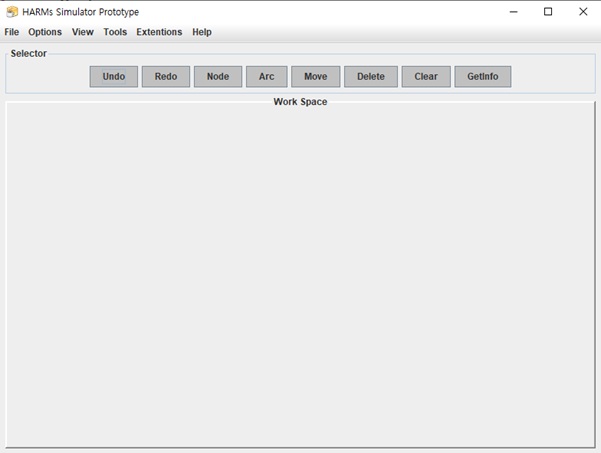 HARMs Simulator Prototype
File Options View Tools Extentions Help
Selector
Undo Redo Node Arc Move Delete Clear GetInfo
Work Space